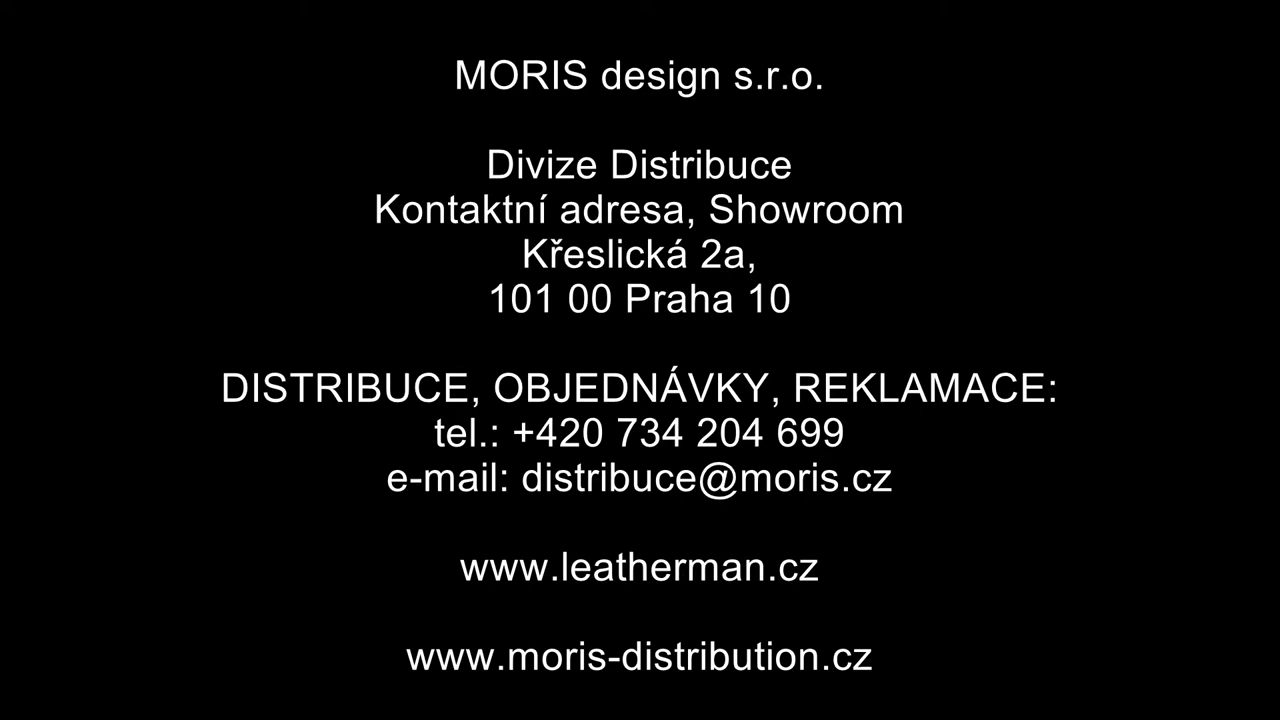 MORIS design s.r.o.
Divize Distribuce
Kontaktní adresa, Showroom
Křeslická 2a,
101 00 Praha 10
DISTRIBUCE, OBJEDNÁVKY, REKLAMACE:
tel.: +420 734 204 699
e-mail: distribuce@moris.cz
www.leatherman.cz
www.moris-distribution.cz